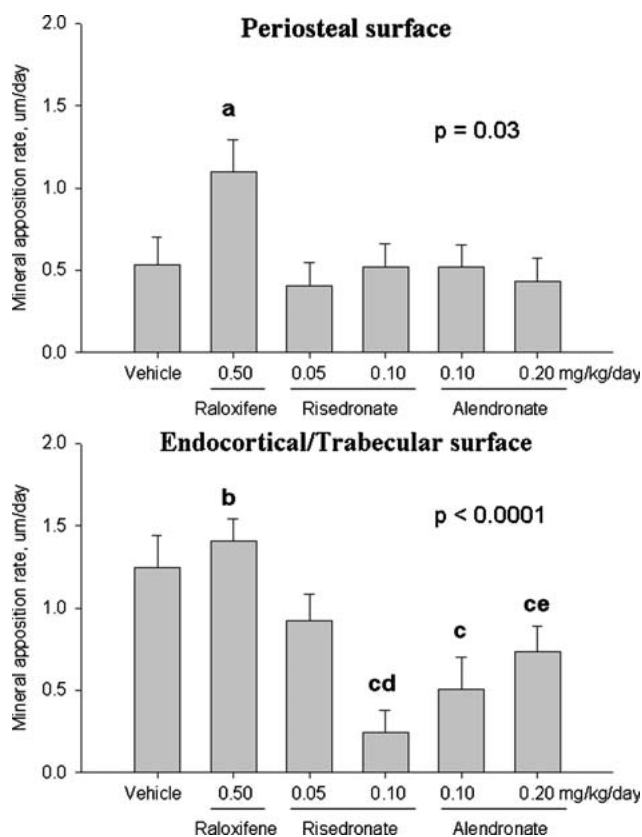 Periosteal surface
Mineral apposition rate, um/day
2.0
1.5
1.0
0.5
0.0
a
p = 0.03
Vehicle 0.50 0.05 0.10 0.10 0.20 mg/kg/day
Raloxifene Risedronate Alendronate
Endocortical/Trabecular surface
Mineral apposition rate, um/day
2.0
1.5
1.0
0.5
0.0
b
p < 0.0001
cd
c
ce
Vehicle 0.50 0.05 0.10 0.10 0.20 mg/kg/day
Raloxifene Risedronate Alendronate